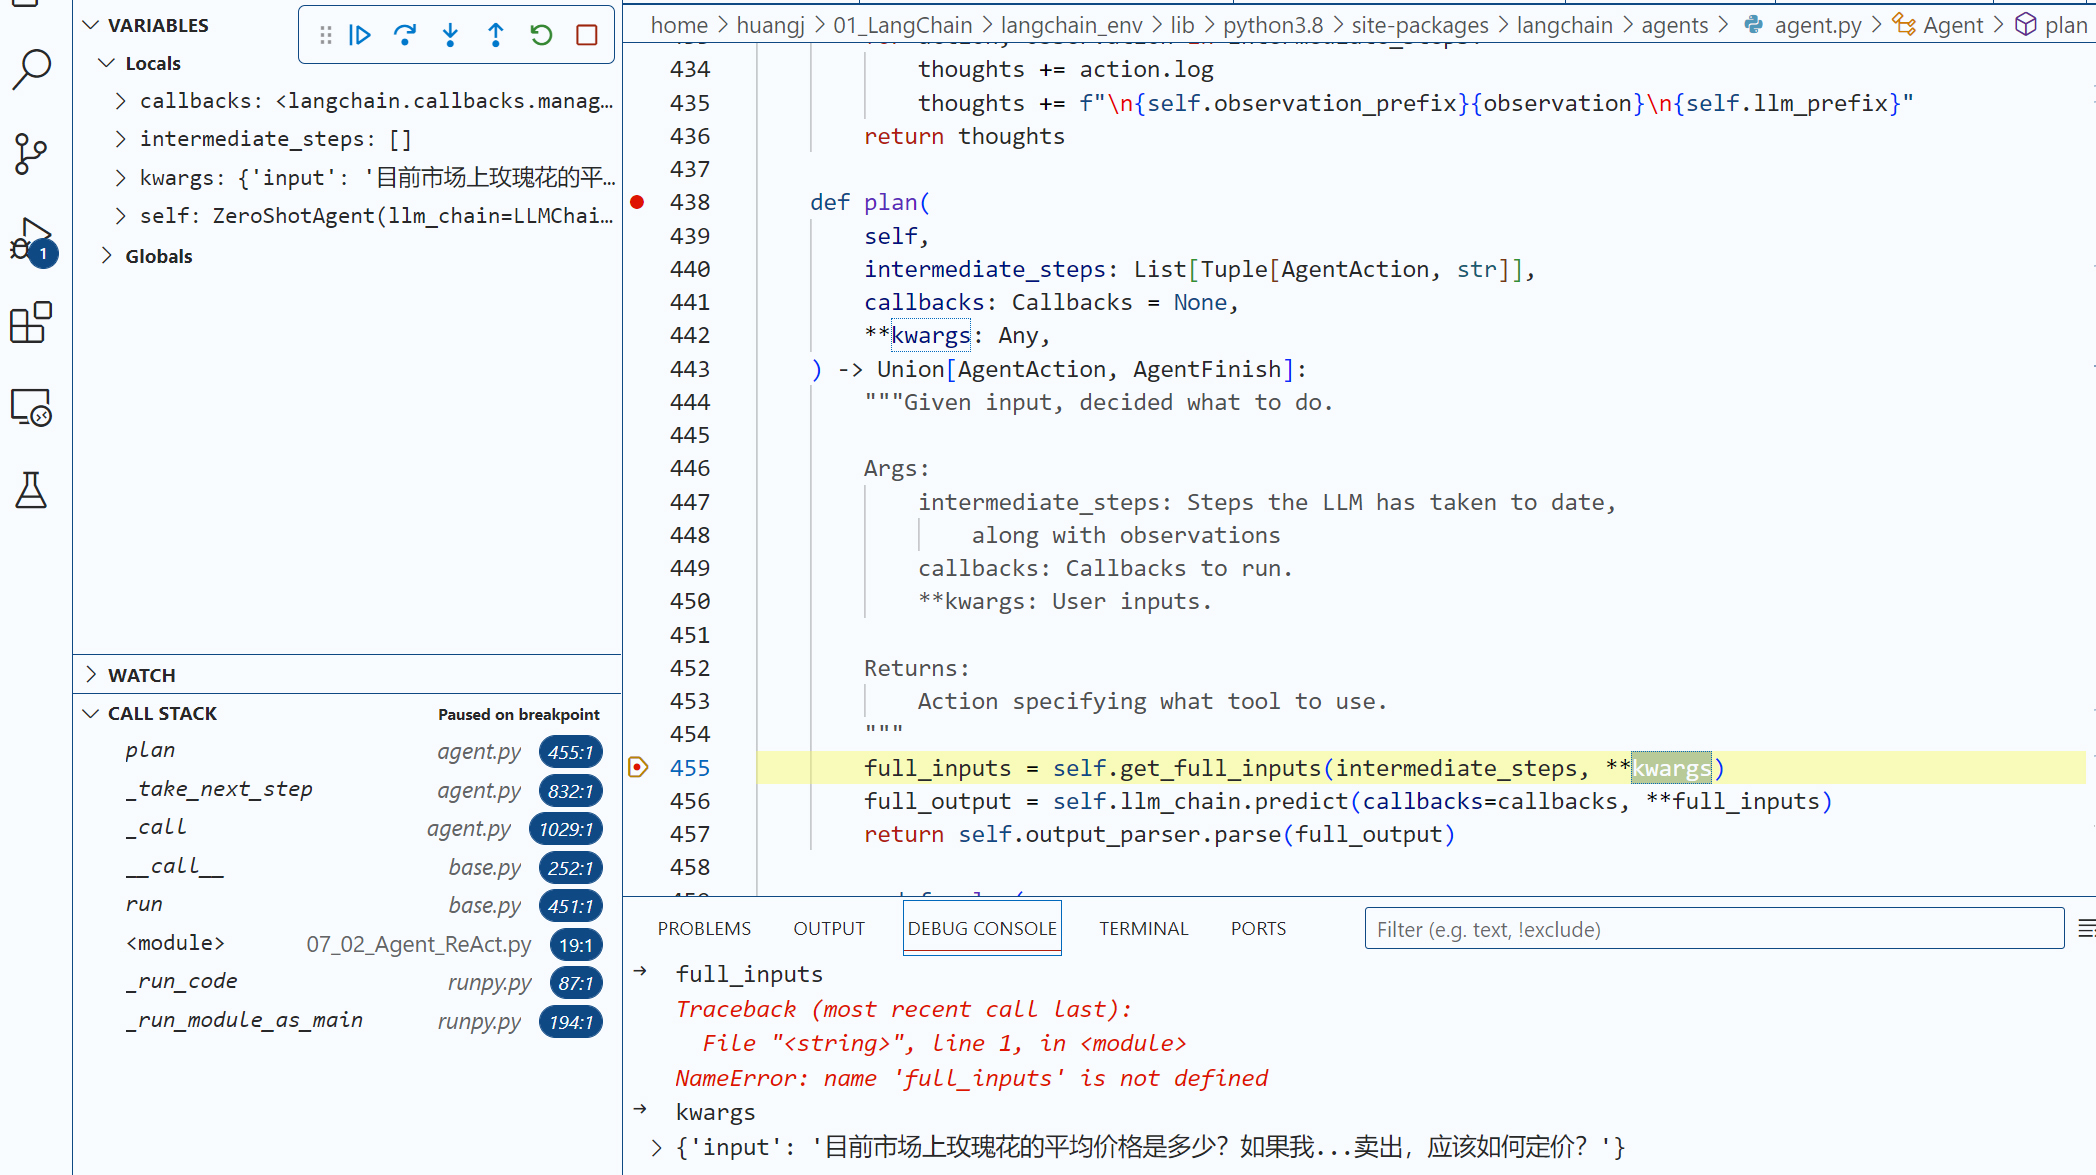 VARIABLES
Locals
callbacks: <langchain.callbacks.manag…
intermediate_steps: []
kwargs: {'input': '目前市场上玫瑰花的平…
self: ZeroShotAgent(llm_chain=LLMChai…
Globals
1
WATCH
CALL STACK
Paused on breakpoint
plan agent.py 455:1
_take_next_step agent.py 832:1
_call agent.py 1029:1
__call__ base.py 252:1
run base.py 451:1
<module> 07_02_Agent_ReAct.py 19:1
_run_code runpy.py 87:1
_run_module_as_main runpy.py 194:1
home > huangj > 01_LangChain > langchain_env > lib > python3.8 > site-packages > langchain > agents > agent.py > Agent > plan
434 thoughts += action.log
435 thoughts += f"\n{self.observation_prefix}{observation}\n{self.llm_prefix}"
436 return thoughts
437
438 def plan(
439 self,
440 intermediate_steps: List[Tuple[AgentAction, str]],
441 callbacks: Callbacks = None,
442 **kwargs: Any,
443 ) -> Union[AgentAction, AgentFinish]:
444 """Given input, decided what to do.
445
446 Args:
447 intermediate_steps: Steps the LLM has taken to date,
448 along with observations
449 callbacks: Callbacks to run.
450 **kwargs: User inputs.
451
452 Returns:
453 Action specifying what tool to use.
454 """
455 full_inputs = self.get_full_inputs(intermediate_steps, **kwargs)
456 full_output = self.llm_chain.predict(callbacks=callbacks, **full_inputs)
457 return self.output_parser.parse(full_output)
458
PROBLEMS OUTPUT DEBUG CONSOLE TERMINAL PORTS Filter (e.g. text, !exclude)
→ full_inputs
Traceback (most recent call last):
File "<string>", line 1, in <module>
NameError: name 'full_inputs' is not defined
→ kwargs
> {'input': '目前市场上玫瑰花的平均价格是多少？如果我...卖出，应该如何定价？'}